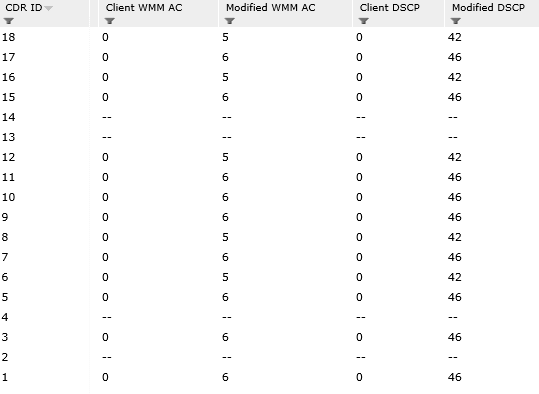 CDR ID Client WMM AC Modified WMM AC Client DSCP Modified DSCP
18 0 5 0 42
17 0 6 0 46
16 0 5 0 42
15 0 6 0 46
14 -- -- -- --
13 -- -- -- --
12 0 5 0 42
11 0 6 0 46
10 0 6 0 46
9 0 6 0 46
8 0 5 0 42
7 0 6 0 46
6 0 5 0 42
5 0 6 0 46
4 -- -- -- --
3 0 6 0 46
2 -- -- -- --
1 0 6 0 46